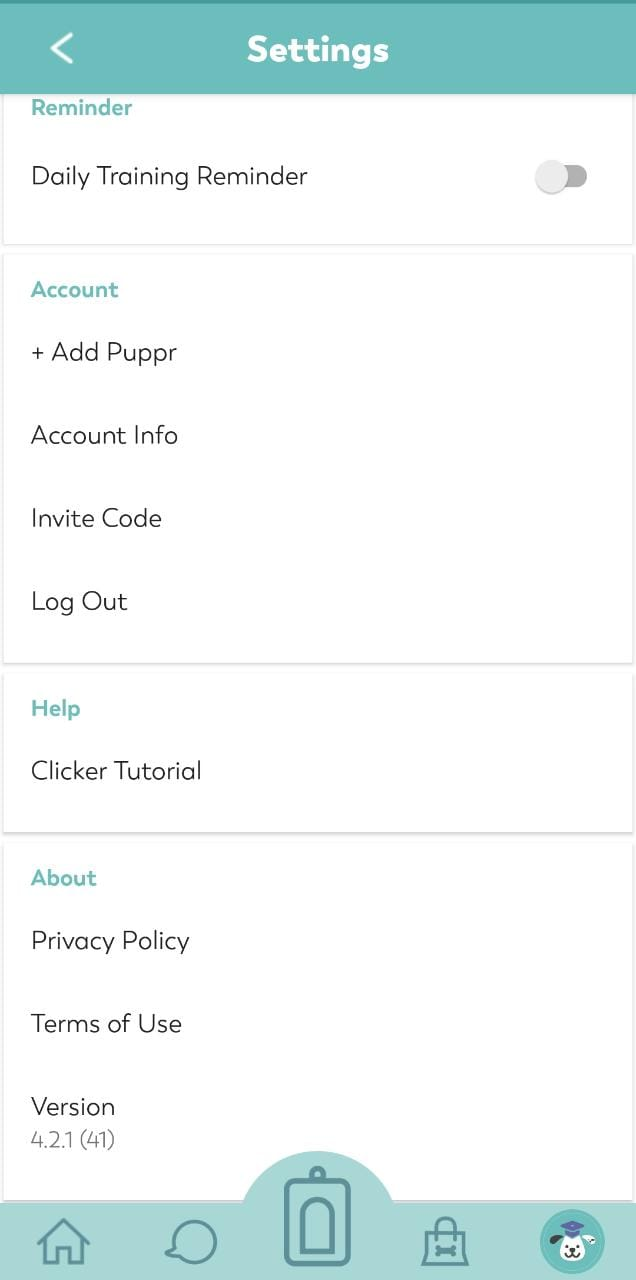 Settings
Reminder
Daily Training Reminder
Account
+ Add Puppr
Account Info
Invite Code
Log Out
Help
Clicker Tutorial
About
Privacy Policy
Terms of Use
Version
4.2.1 (41)